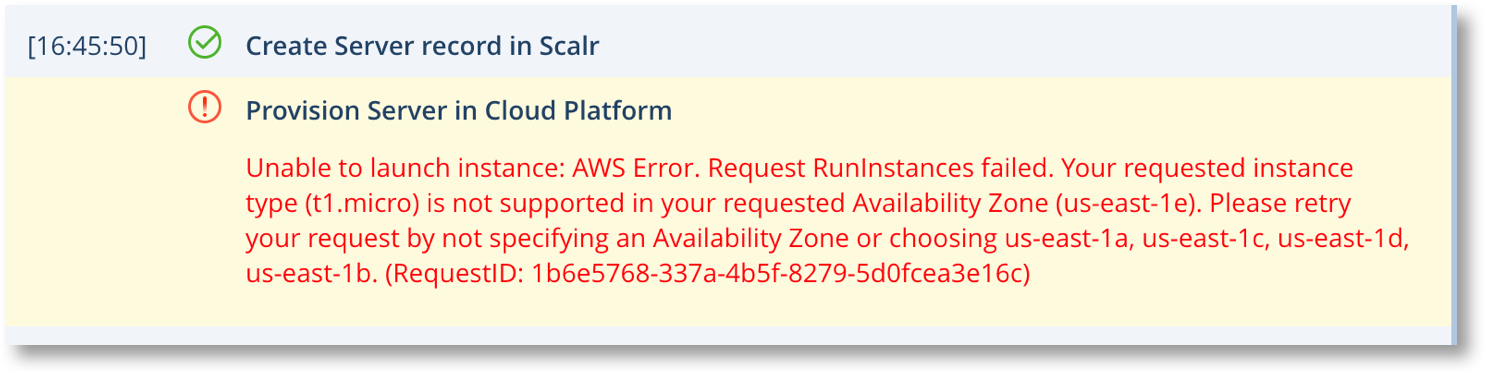 [16:45:50] Create Server record in Scalr
Provision Server in Cloud Platform
Unable to launch instance: AWS Error. Request RunInstances failed. Your requested instance
type (t1.micro) is not supported in your requested Availability Zone (us-east-1e). Please retry
your request by not specifying an Availability Zone or choosing us-east-1a, us-east-1c, us-east-1d,
us-east-1b. (RequestID: 1b6e5768-337a-4b5f-8279-5d0fcea3e16c)